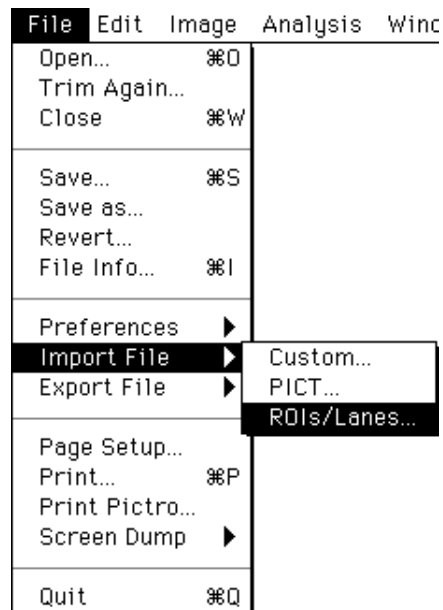 File Edit Image Analysis Wind
Open... ⌘O
Trim Again...
Close ⌘W
Save... ⌘S
Save as...
Revert...
File Info... ⌘I
Preferences ▶
Import File ▶ Custom...
Export File ▶ PICT...
ROIs/Lanes...
Page Setup...
Print... ⌘P
Print Pictro...
Screen Dump ▶
Quit ⌘Q